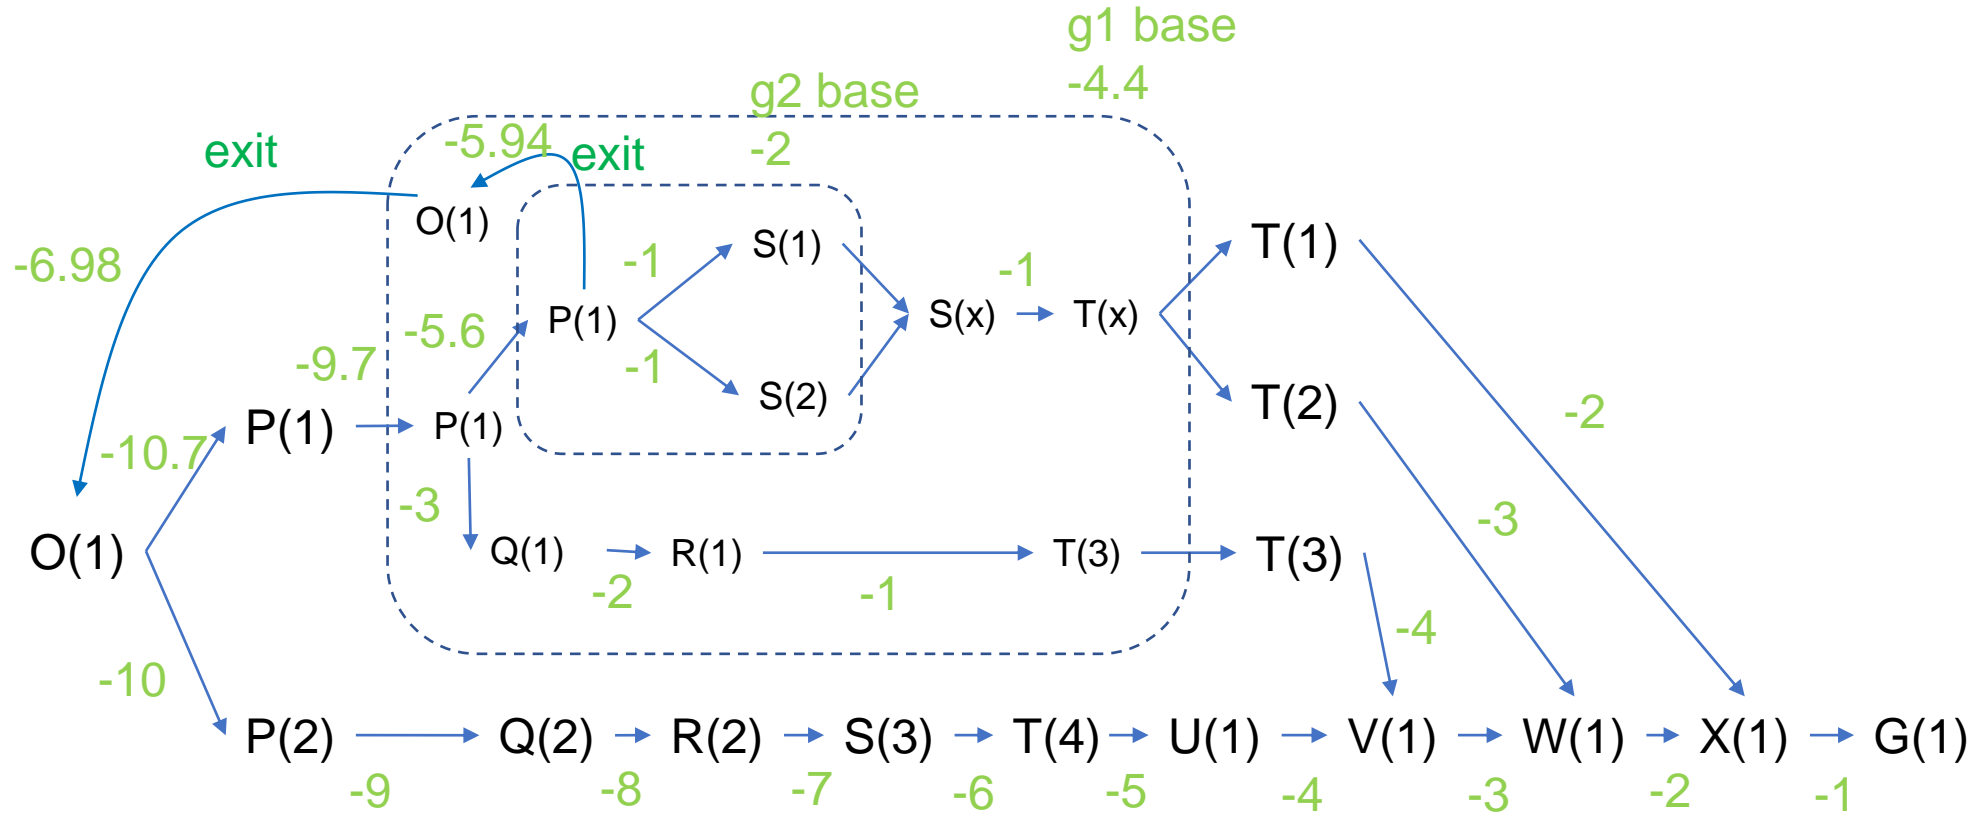 g1 base
-4.4
g2 base
-2
exit
-5.94
exit
O(1)
-6.98
-1
S(1)
-1
T(1)
P(1)
S(x)
T(x)
-5.6
-9.7
-1
S(2)
T(2)
-2
P(1)
P(1)
-10.7
-3
-3
O(1)
Q(1)
R(1)
T(3)
T(3)
-2
-1
-4
-10
P(2)
Q(2)
R(2)
S(3)
T(4)
U(1)
V(1)
W(1)
X(1)
G(1)
-9
-8
-7
-6
-5
-4
-3
-2
-1